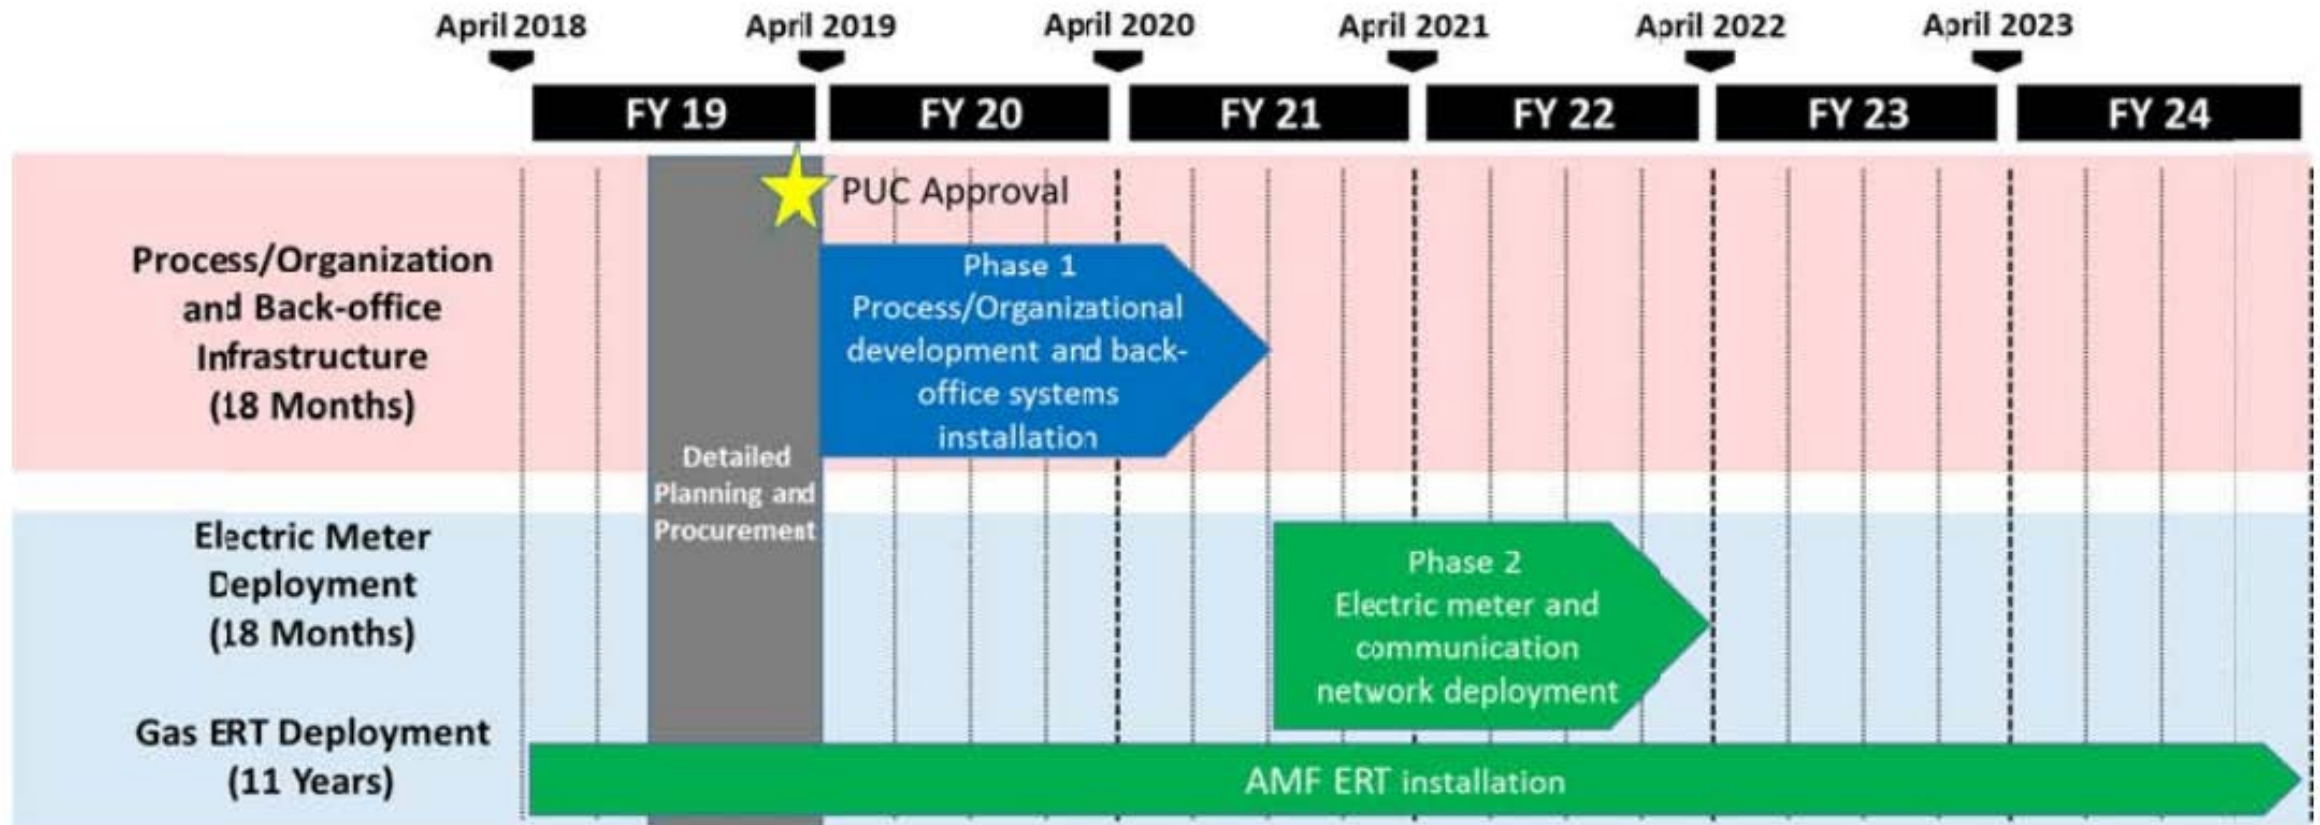 April 2018 April 2019 April 2020 April 2021 April 2022 April 2023
FY 19 FY 20 FY 21 FY 22 FY 23 FY 24
PUC Approval
Process/Organization
and Back-office
Infrastructure
(18 Months)
Phase 1
Process/Organizational
development and back-
office systems
installation
Detailed
Planning and
Procurement
Electric Meter
Deployment
(18 Months)
Phase 2
Electric meter and
communication
network deployment
Gas ERT Deployment
(11 Years)
AMF ERT installation